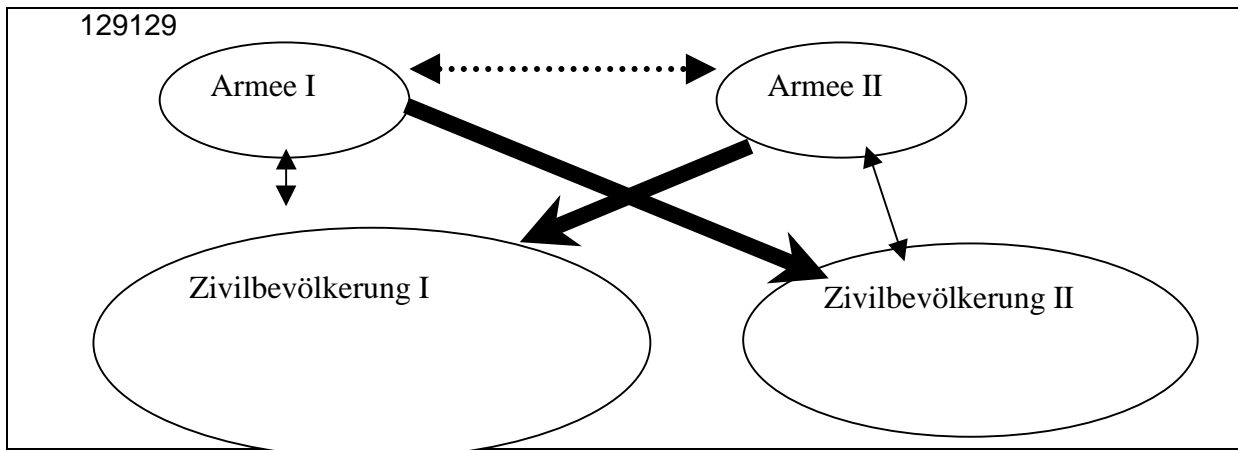 129129
Armee I
Armee II
Zivilbevölkerung I
Zivilbevölkerung II